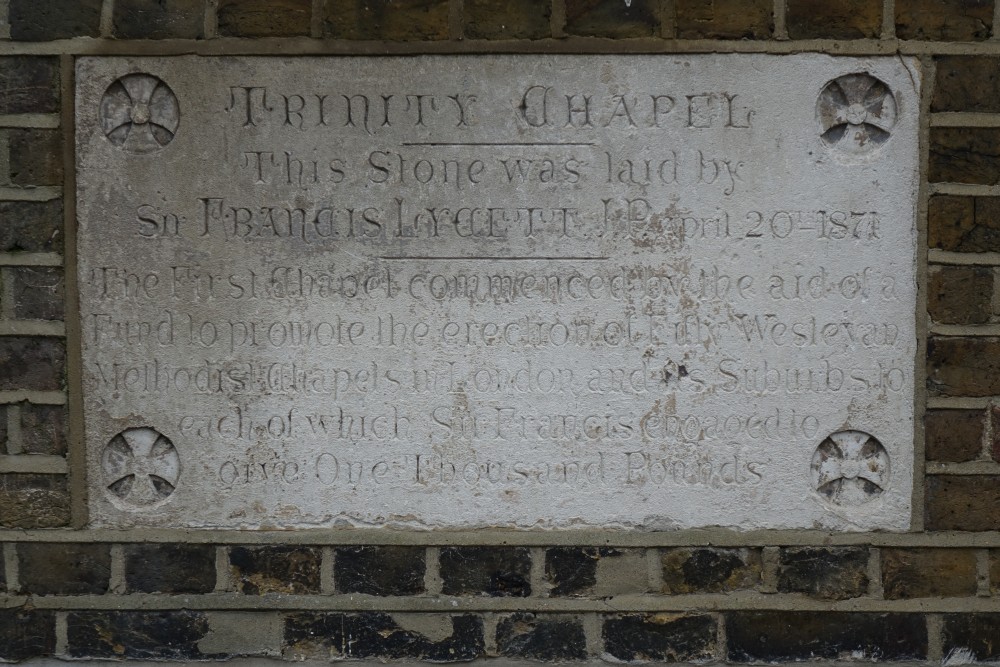 TRINITY CHAPEL
This Stone was laid by
Sir FRANCIS LYCETT J.P. April 20TH 1871
The First Chapel commenced by the aid of a
Fund to promote the erection of Fifty Wesleyan
Methodist Chapels in London and its Suburbs to
each of which Sir Francis engaged to
give One Thousand Pounds